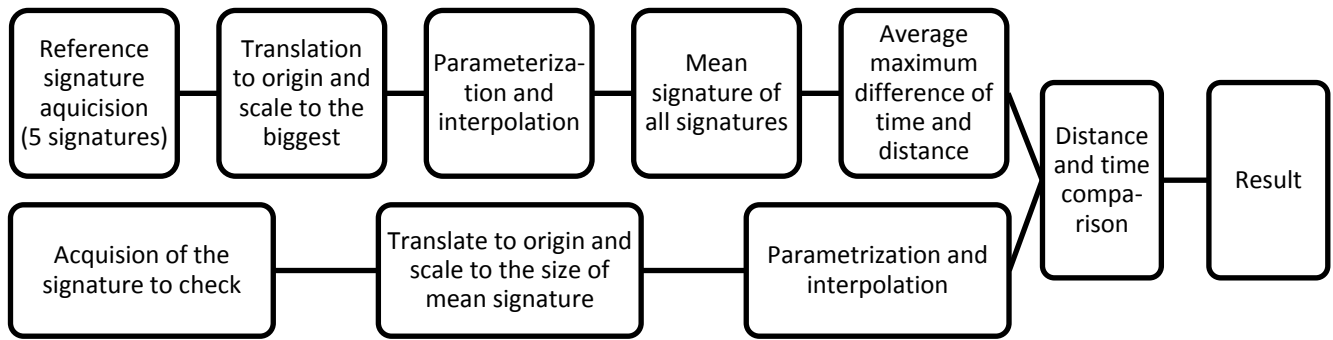 Reference
signature
aquicision
(5 signatures)
Translation
to origin and
scale to the
biggest
Parameteriza-
tion and
interpolation
Mean
signature of
all signatures
Average
maximum
difference of
time and
distance
Acquision of the
signature to check
Translate to origin and
scale to the size of
mean signature
Parametrization and
interpolation
Distance
and time
compa-
rison
Result